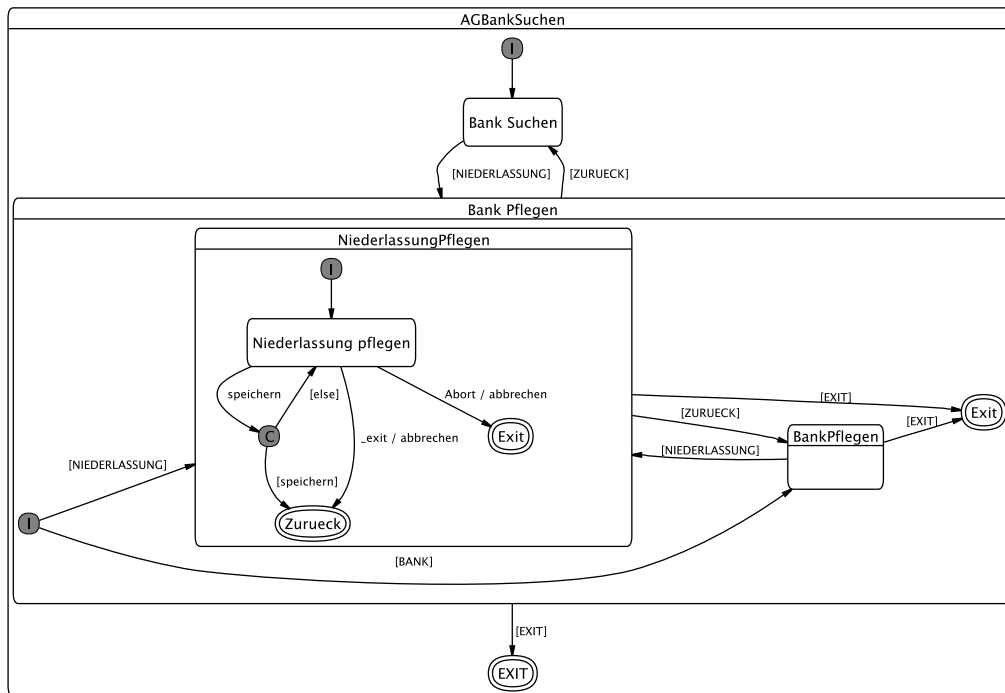 AGBankSuchen
I
Bank Suchen
[NIEDERLASSUNG]
[ZURUECK]
Bank Pflegen
NiederlassungPflegen
I
Niederlassung pflegen
speichern
[else]
Abort / abbrechen
_exit / abbrechen
C
Exit
[speichern]
Zurueck
[EXIT]
Exit
[ZURUECK]
[EXIT]
BankPflegen
[NIEDERLASSUNG]
[NIEDERLASSUNG]
I
[BANK]
[EXIT]
EXIT